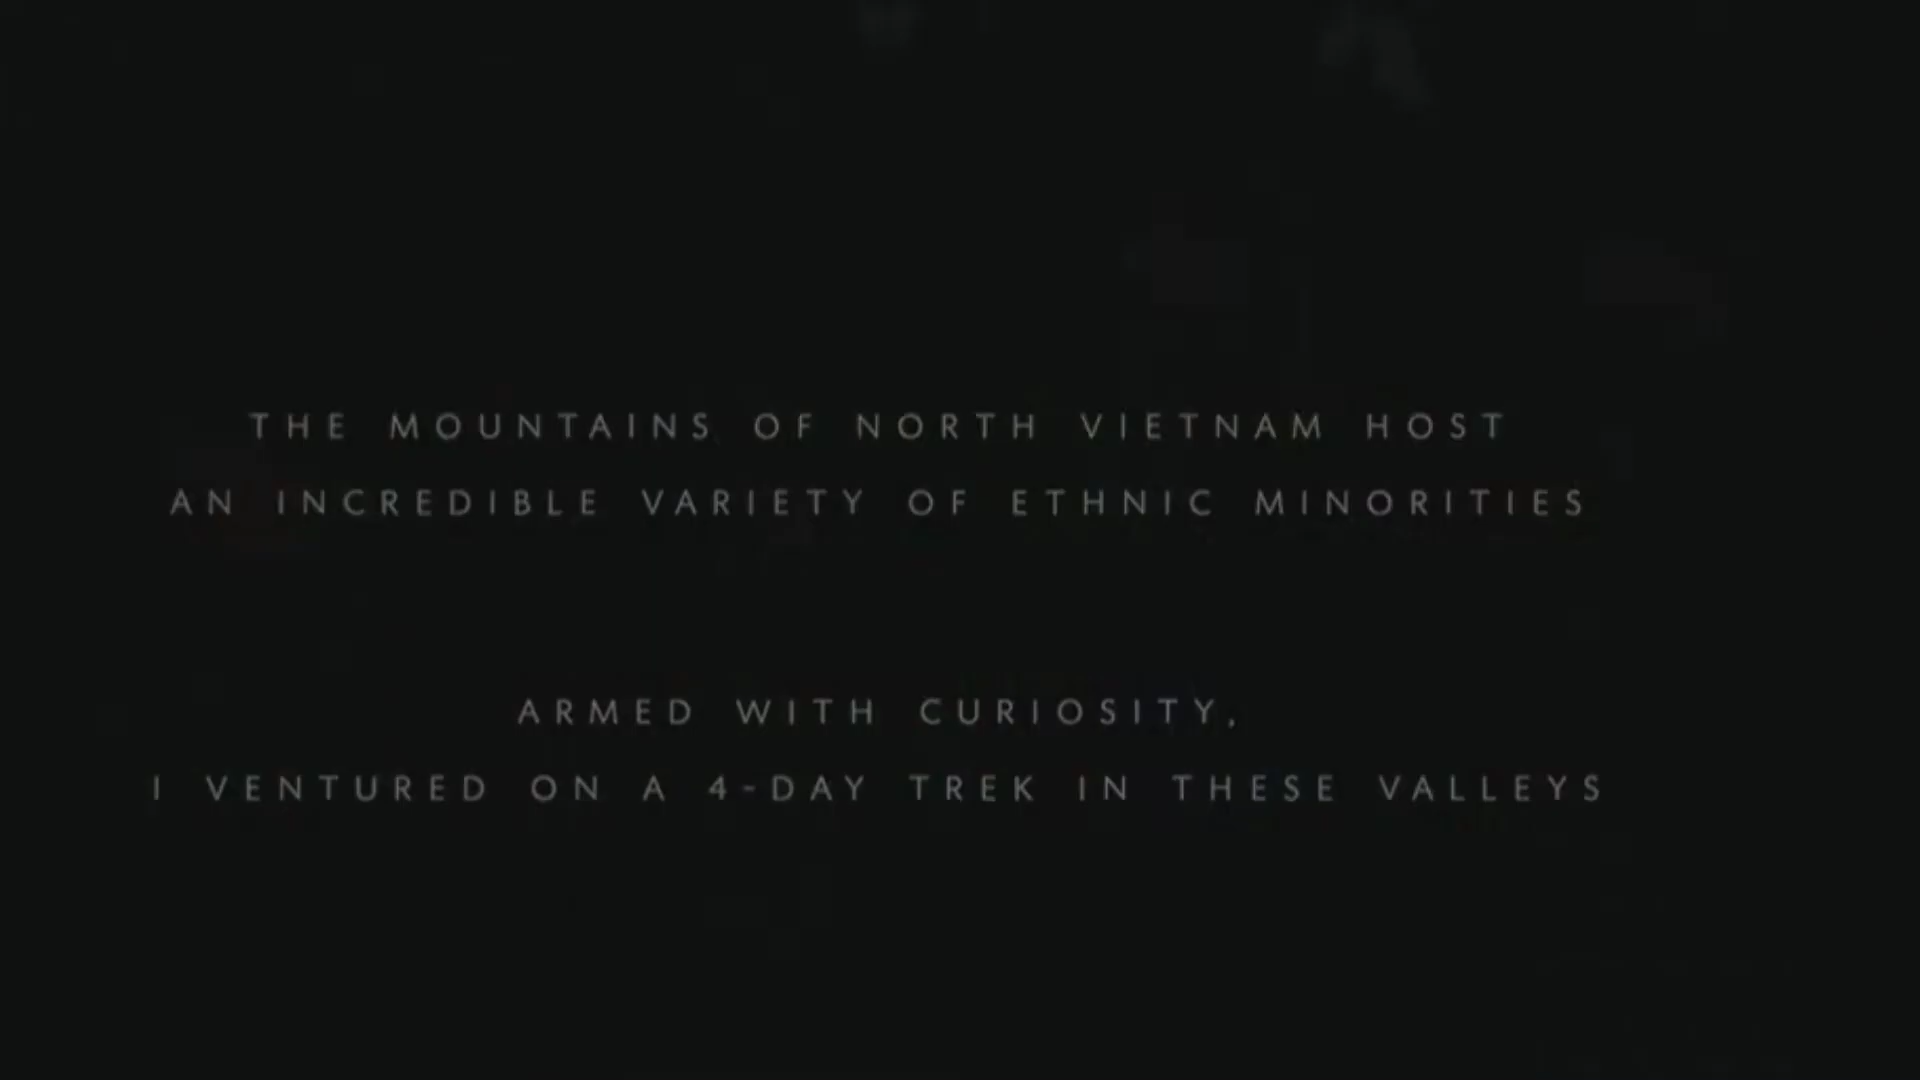 THE MOUNTAINS OF NORTH VIETNAM HOST
AN INCREDIBLE VARIETY OF ETHNIC MINORITIES
ARMED WITH CURIOSITY,
I VENTURED ON A 4-DAY TREK IN THESE VALLEYS